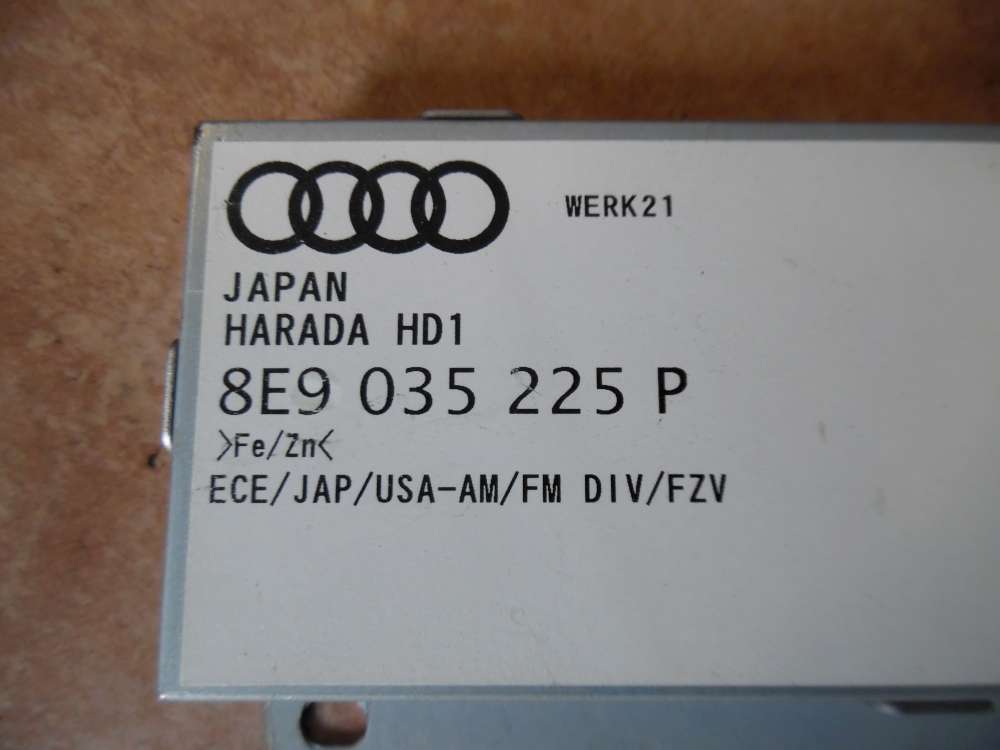 WERK21
JAPAN
HARADA HD1
8E9 035 225 P
>Fe/Zn<
ECE/JAP/USA-AM/FM DIV/FZV